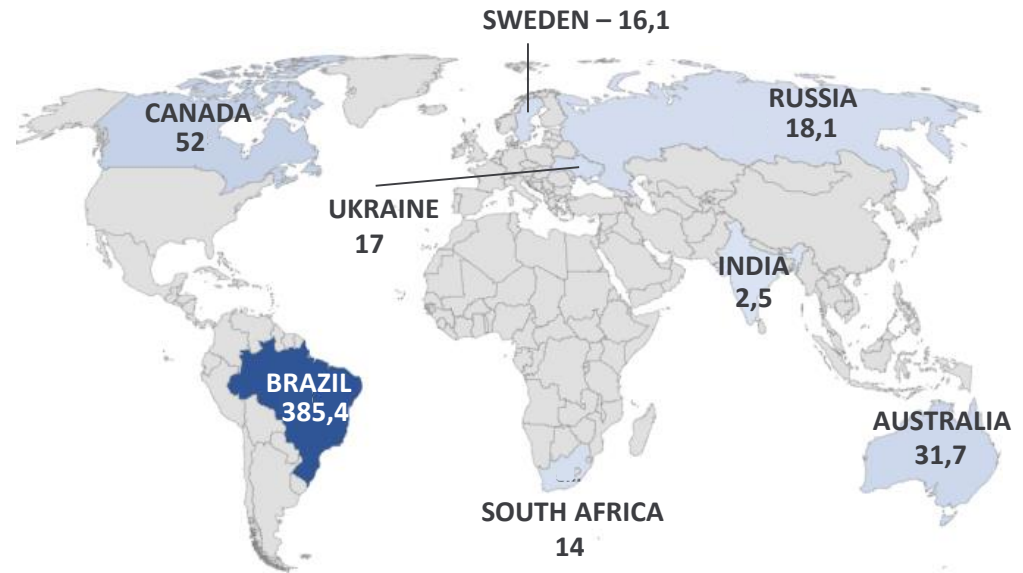 SWEDEN – 16,1
CANADA
52
RUSSIA
18,1
UKRAINE
17
INDIA
2,5
BRAZIL
385,4
AUSTRALIA
31,7
SOUTH AFRICA
14